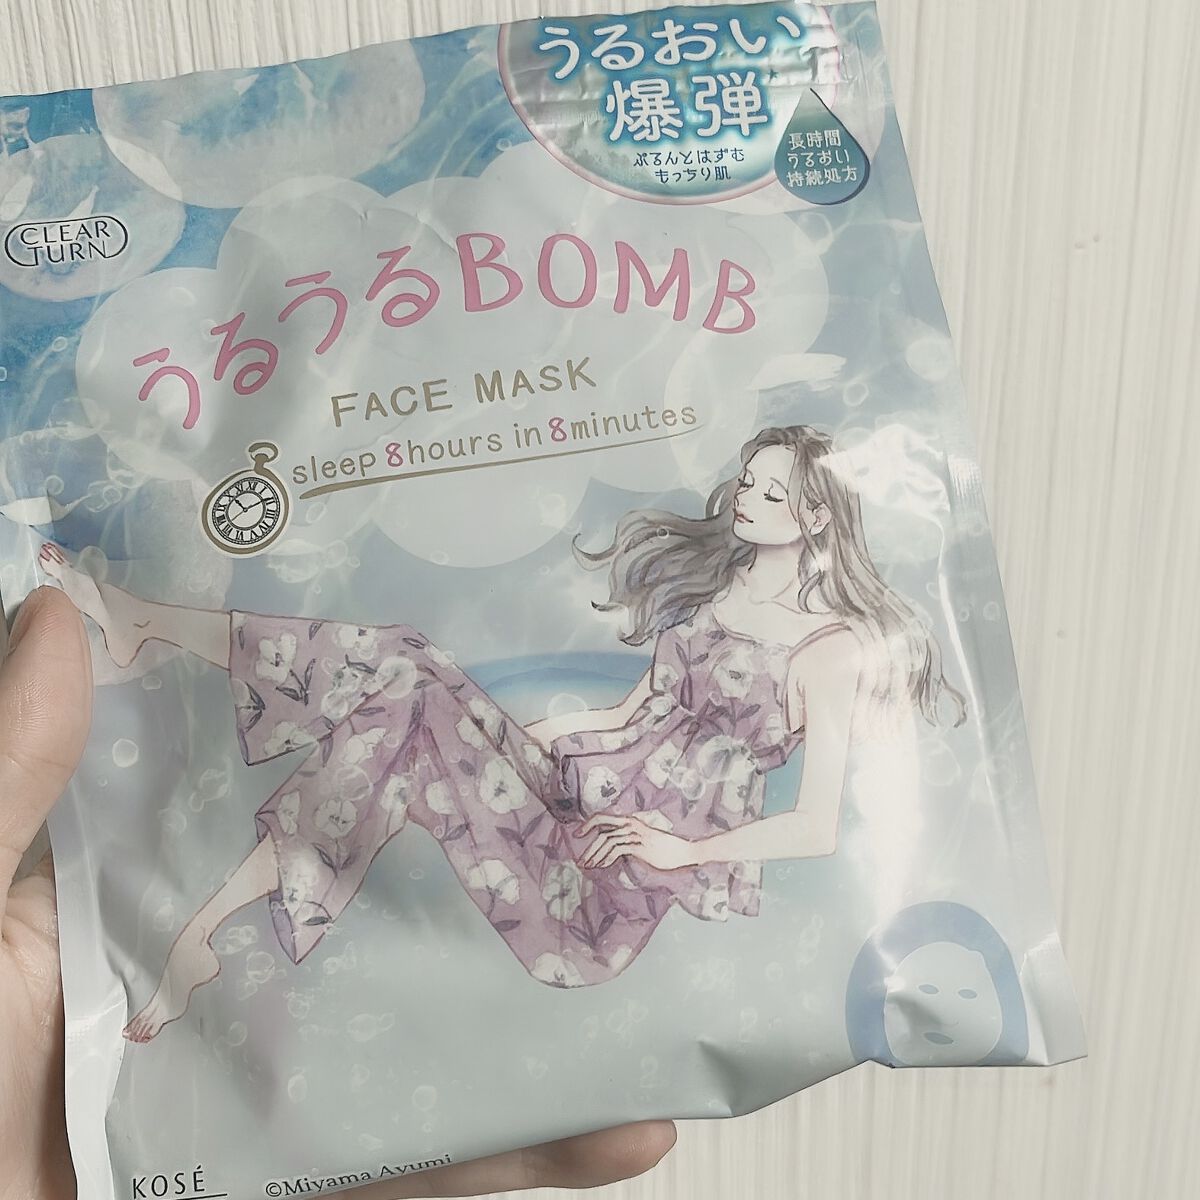 うるおい
爆弾
ぷるんとはずむ
もっちり肌
長時間
うるおい
持続処方
CLEAR
TURN
うるうるBOMB
FACE MASK
sleep 8hours in 8minutes
KOSÉ
©Miyama Ayumi